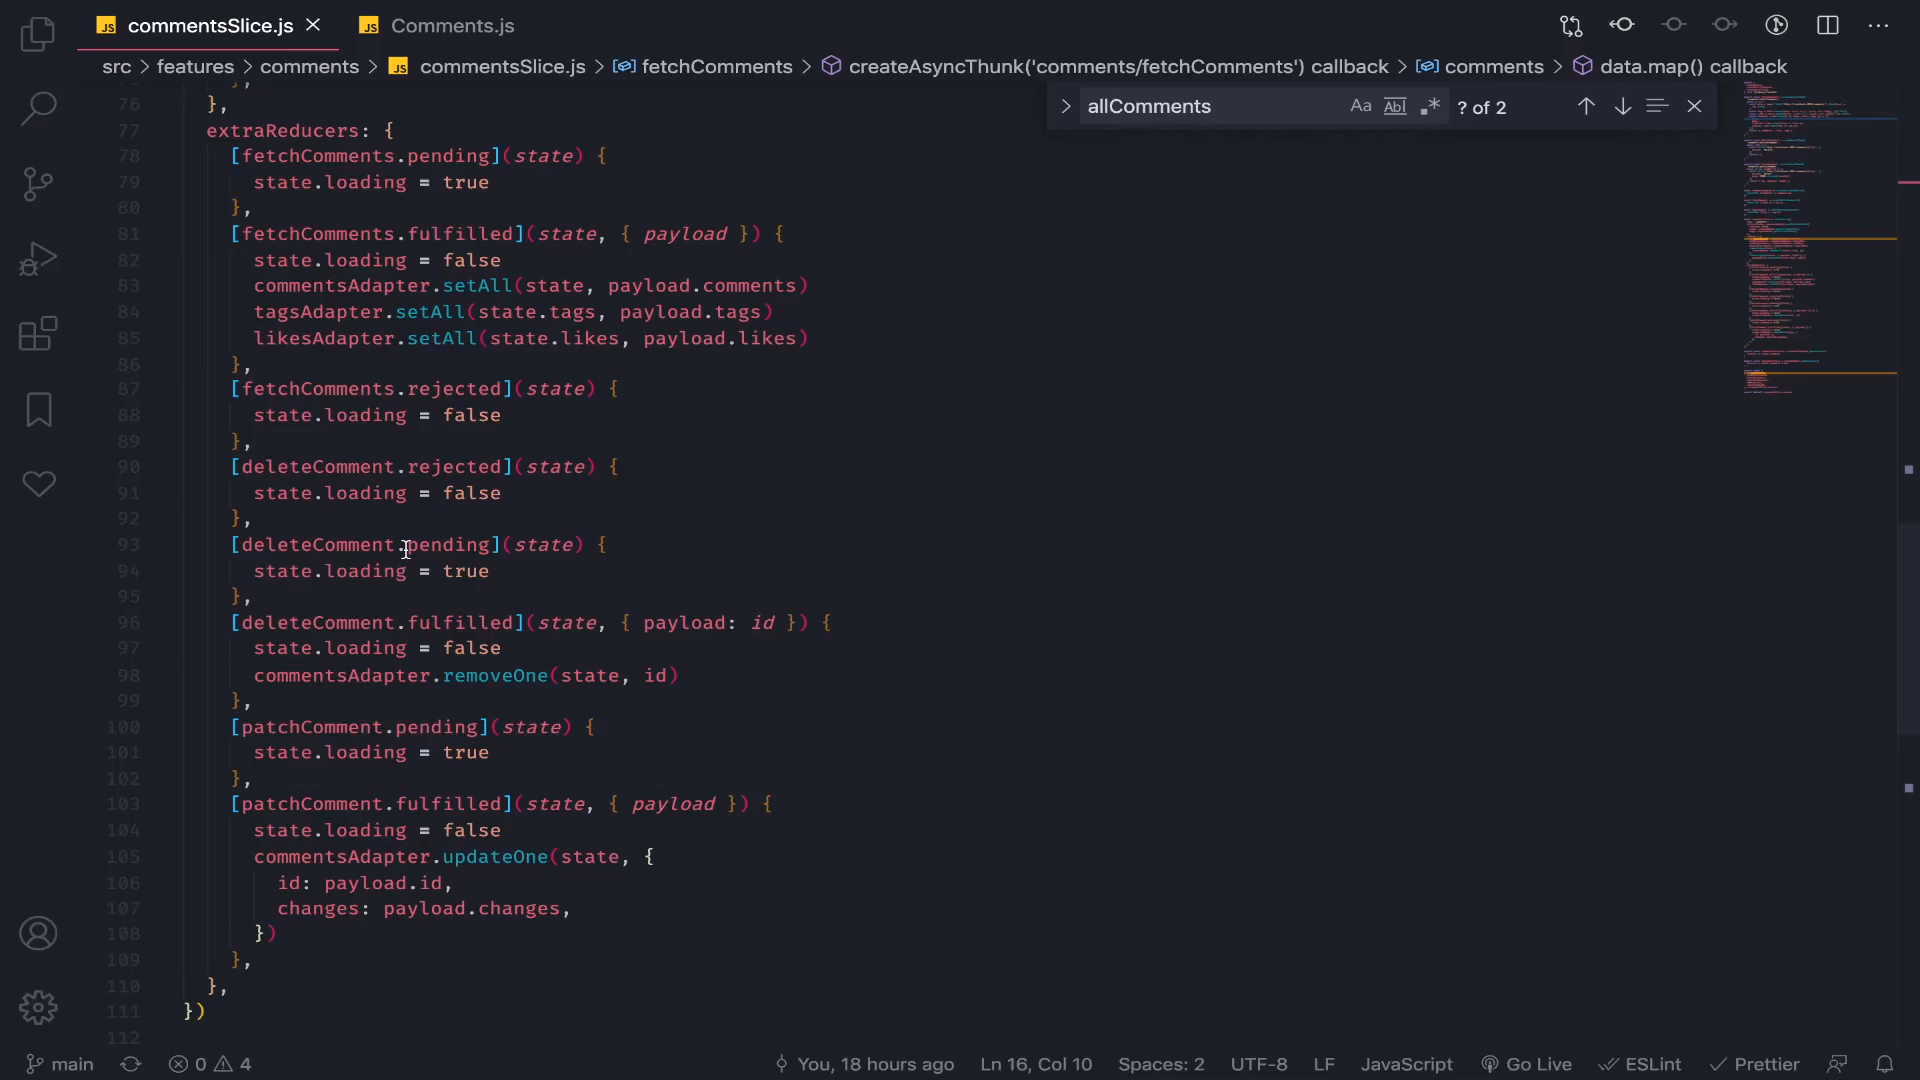 JS commentsSlice.js JS Comments.js
src > features > comments > JS commentsSlice.js > fetchComments > createAsyncThunk('comments/fetchComments') callback > comments > data.map() callback
allComments Aa Abl .* ? of 2
76 },
77 extraReducers: {
78 [fetchComments.pending](state) {
79 state.loading = true
80 },
81 [fetchComments.fulfilled](state, { payload }) {
82 state.loading = false
83 commentsAdapter.setAll(state, payload.comments)
84 tagsAdapter.setAll(state.tags, payload.tags)
85 likesAdapter.setAll(state.likes, payload.likes)
86 },
87 [fetchComments.rejected](state) {
88 state.loading = false
89 },
90 [deleteComment.rejected](state) {
91 state.loading = false
92 },
93 [deleteComment.pending](state) {
94 state.loading = true
95 },
96 [deleteComment.fulfilled](state, { payload: id }) {
97 state.loading = false
98 commentsAdapter.removeOne(state, id)
99 },
100 [patchComment.pending](state) {
101 state.loading = true
102 },
103 [patchComment.fulfilled](state, { payload }) {
104 state.loading = false
105 commentsAdapter.updateOne(state, {
106 id: payload.id,
107 changes: payload.changes,
108 })
109 },
110 },
111 })
112
main 0 4 You, 18 hours ago Ln 16, Col 10 Spaces: 2 UTF-8 LF JavaScript Go Live ESLint Prettier